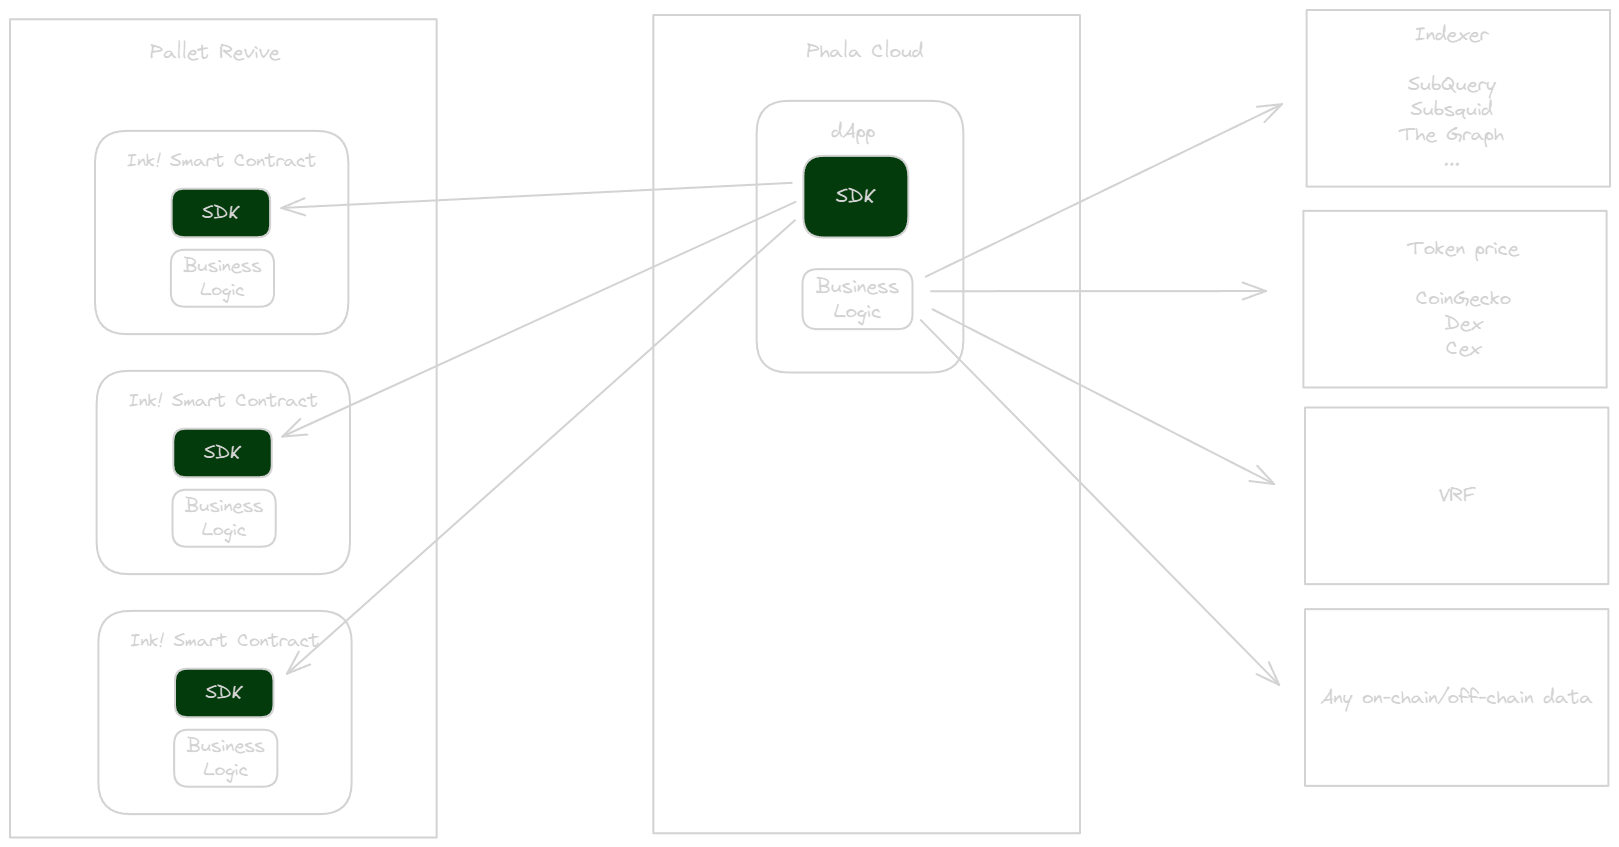 Pallet Revive
Ink! Smart Contract
SDK
Business
Logic
Ink! Smart Contract
SDK
Business
Logic
Ink! Smart Contract
SDK
Business
Logic
Phala Cloud
dApp
SDK
Business
Logic
Indexer
SubQuery
Subsquid
The Graph
...
Token price
CoinGecko
Dex
Cex
VRF
Any on-chain/off-chain data